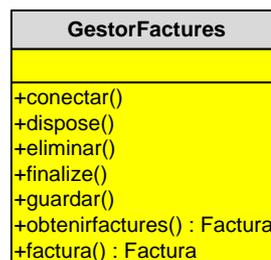 GestorFactures
+conectar()
+dispose()
+eliminar()
+finalize()
+guardar()
+obtenirfactures() : Factura
+factura() : Factura